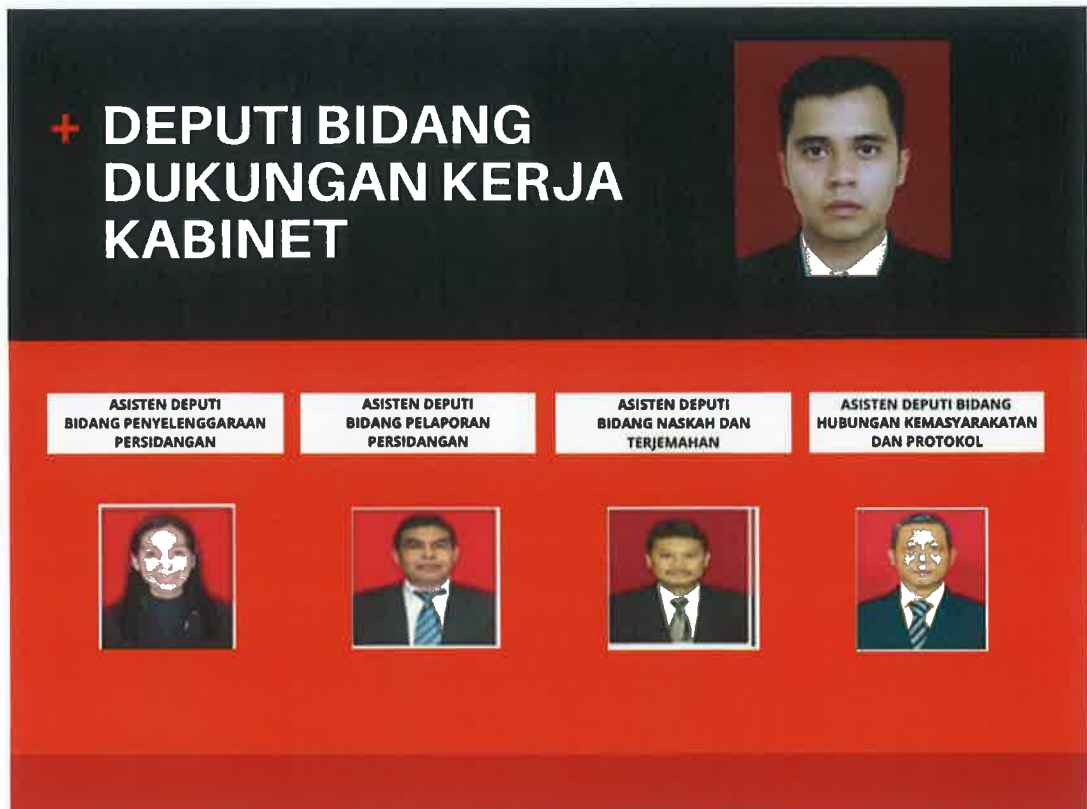 + DEPUTI BIDANG
DUKUNGAN KERJA
KABINET
ASISTEN DEPUTI
BIDANG PENYELENGGARAAN
PERSIDANGAN
ASISTEN DEPUTI
BIDANG PELAPORAN
PERSIDANGAN
ASISTEN DEPUTI
BIDANG NASKAH DAN
TERJEMAHAN
ASISTEN DEPUTI BIDANG
HUBUNGAN KEMASYARAKATAN
DAN PROTOKOL